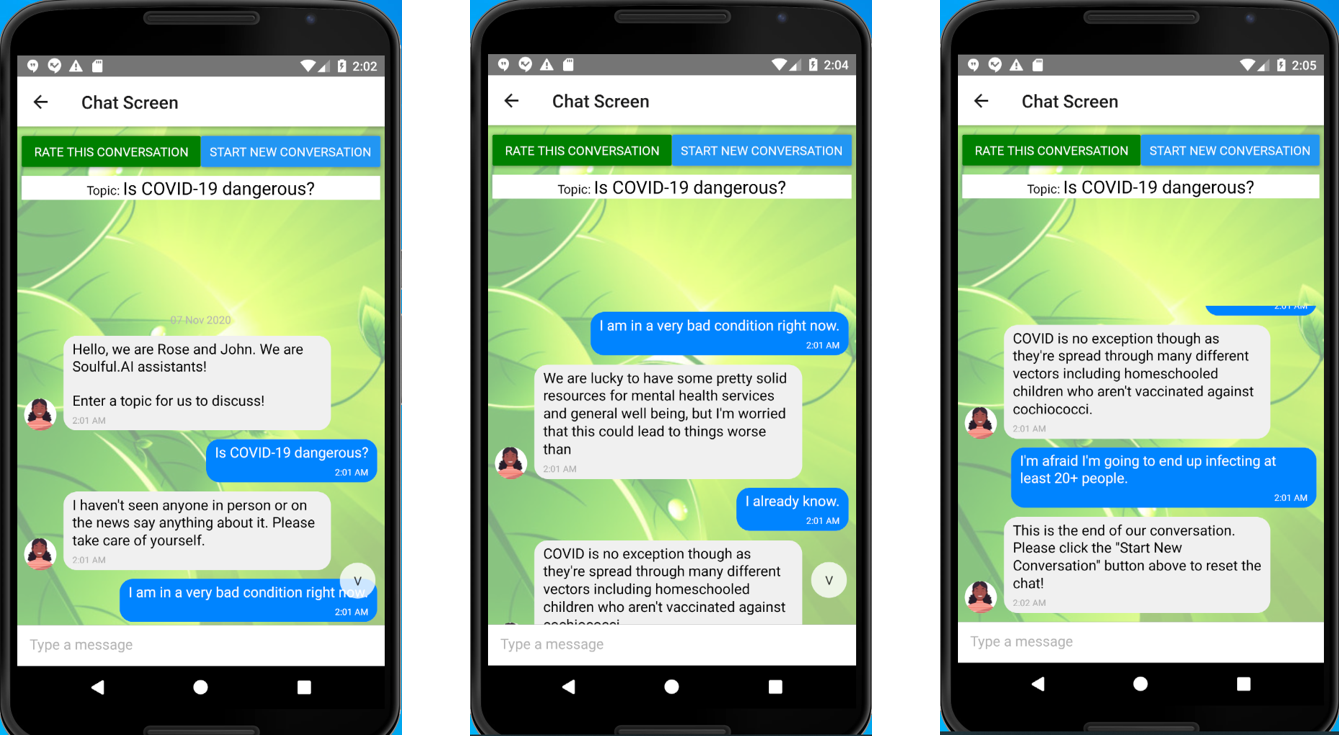 2:02
Chat Screen
RATE THIS CONVERSATION
START NEW CONVERSATION
Topic: Is COVID-19 dangerous?
07 Nov 2020
Hello, we are Rose and John. We are
Soulful.AI assistants!
Enter a topic for us to discuss!
2:01 AM
Is COVID-19 dangerous?
2:01 AM
I haven't seen anyone in person or on
the news say anything about it. Please
take care of yourself.
2:01 AM
V
I am in a very bad condition right now.
2:01 AM
Type a message
2:04
Chat Screen
RATE THIS CONVERSATION
START NEW CONVERSATION
Topic: Is COVID-19 dangerous?
I am in a very bad condition right now.
2:01 AM
We are lucky to have some pretty solid
resources for mental health services
and general well being, but I'm worried
that this could lead to things worse
than
2:01 AM
I already know.
2:01 AM
COVID is no exception though as
they're spread through many different
vectors including homeschooled
children who aren't vaccinated against
cochiococci.
V
Type a message
2:05
Chat Screen
RATE THIS CONVERSATION
START NEW CONVERSATION
Topic: Is COVID-19 dangerous?
2:01 AM
COVID is no exception though as
they're spread through many different
vectors including homeschooled
children who aren't vaccinated against
cochiococci.
2:01 AM
I'm afraid I'm going to end up infecting at
least 20+ people.
2:01 AM
This is the end of our conversation.
Please click the "Start New
Conversation" button above to reset the
chat!
2:02 AM
Type a message